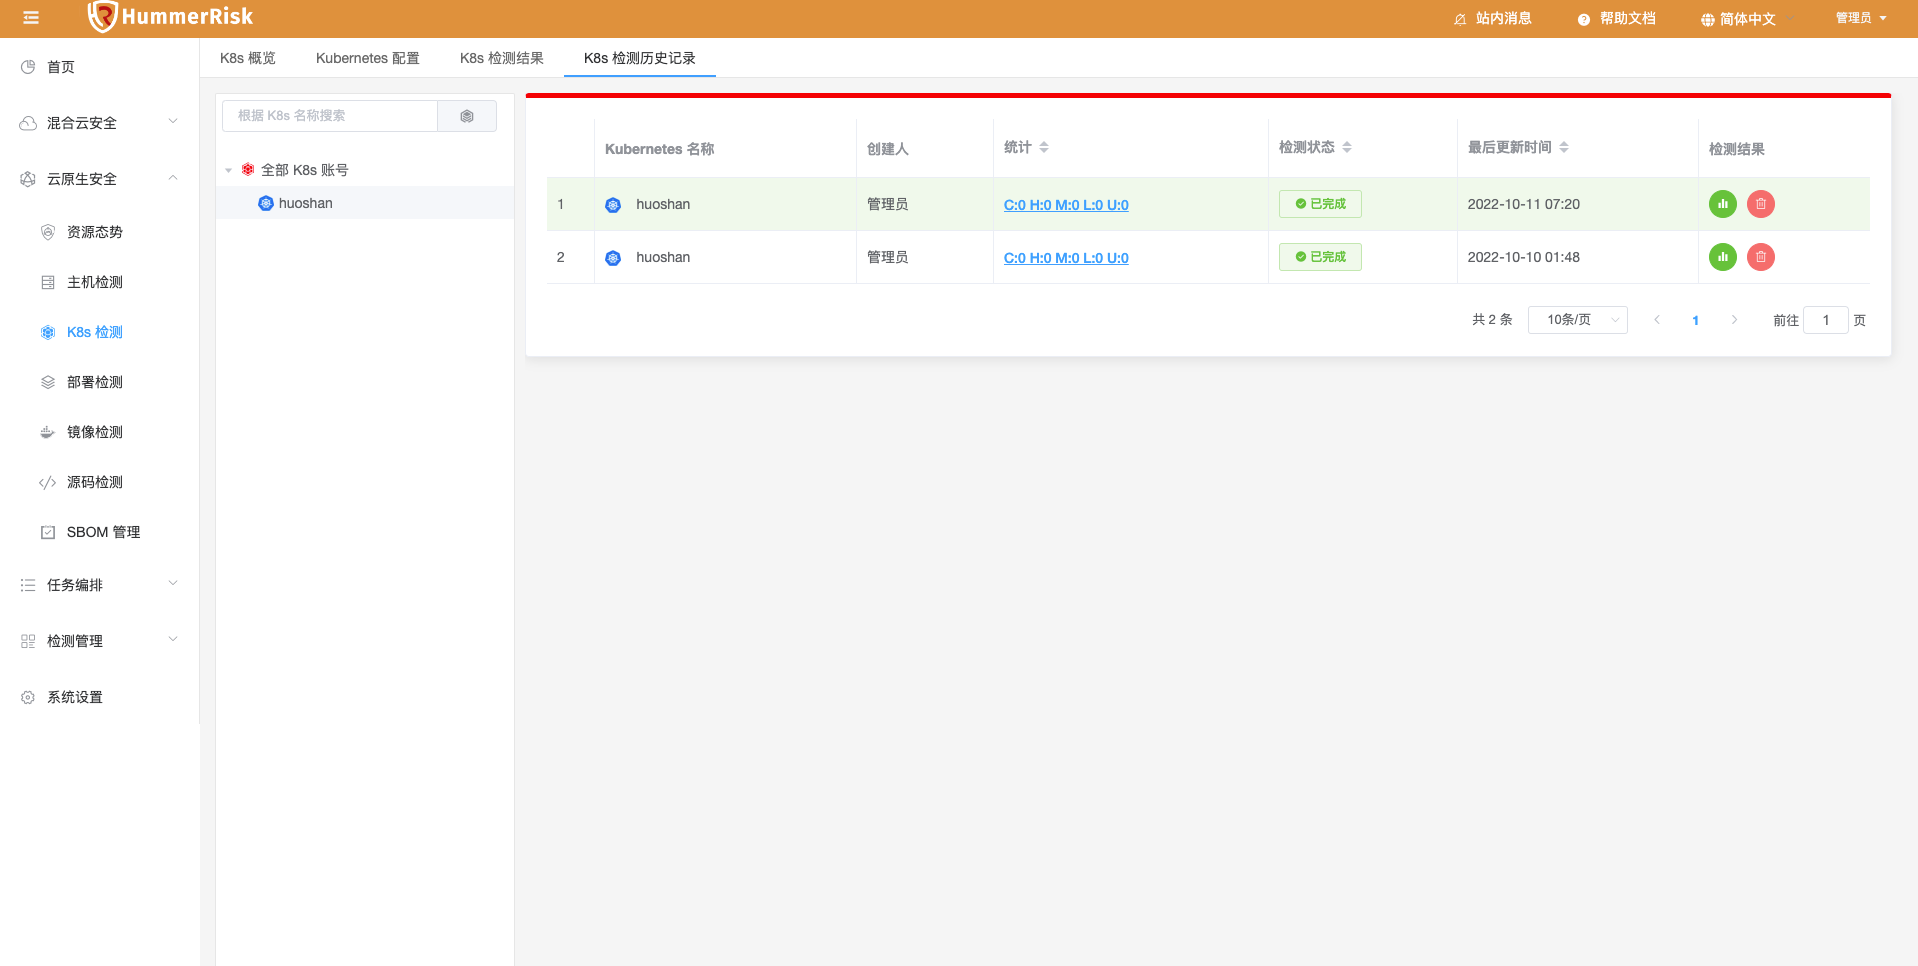 HummerRisk
站内消息
帮助文档
简体中文
管理员
首页
混合云安全
云原生安全
资源态势
主机检测
K8s 检测
部署检测
镜像检测
源码检测
SBOM 管理
任务编排
检测管理
系统设置
K8s 概览 Kubernetes 配置 K8s 检测结果 K8s 检测历史记录
根据 K8s 名称搜索
全部 K8s 账号
huoshan
Kubernetes 名称 创建人 统计 检测状态 最后更新时间 检测结果
1 huoshan 管理员 C:0 H:0 M:0 L:0 U:0 已完成 2022-10-11 07:20
2 huoshan 管理员 C:0 H:0 M:0 L:0 U:0 已完成 2022-10-10 01:48
共 2 条 10条/页 1 前往 1 页